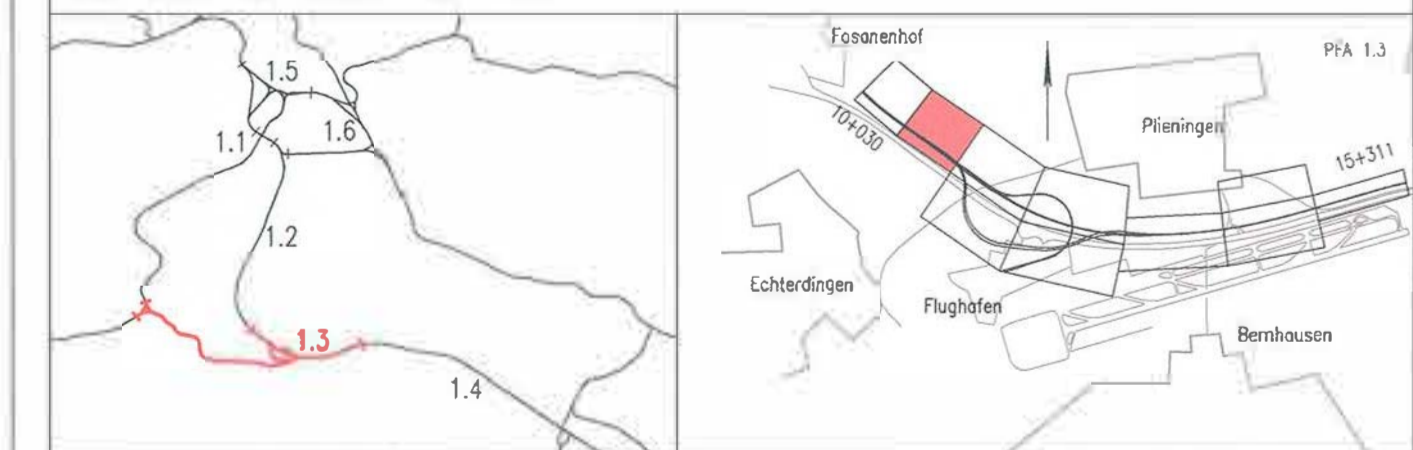 1.5
1.1
1.6
1.2
1.3
1.4
Fasanenhof
PFA 1.3
10+030
Plieningen
15+311
Echterdingen
Flughafen
Bernhausen